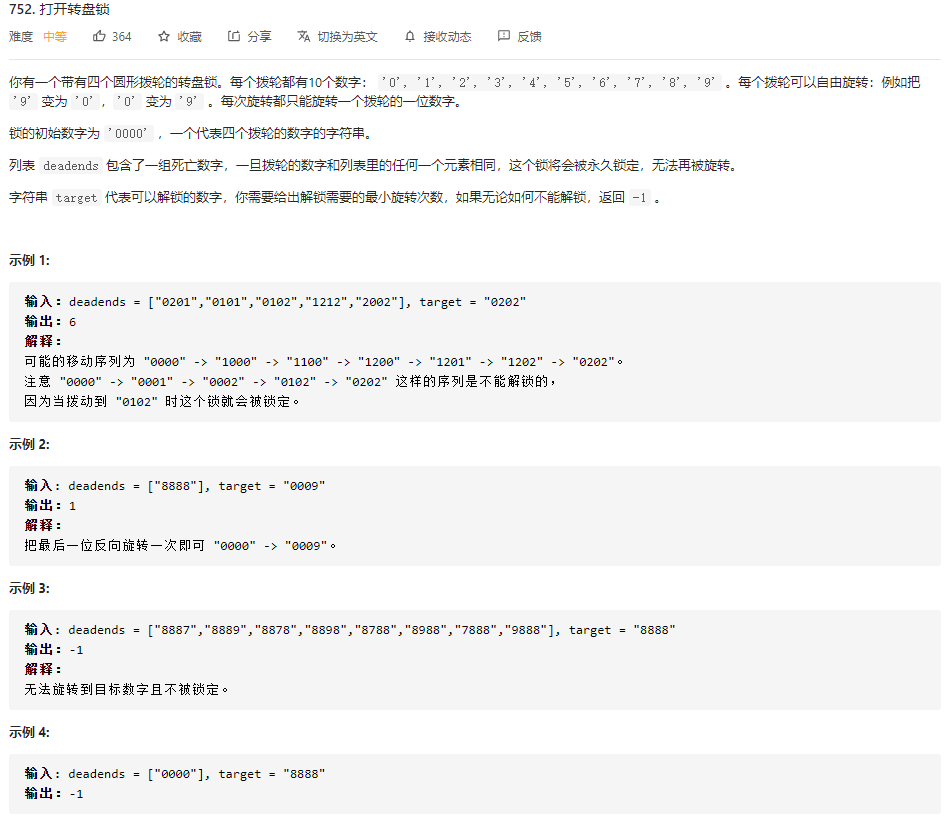 752. 打开转盘锁
难度 中等 364 收藏 分享 切换为英文 接收动态 反馈
你有一个带有四个圆形拨轮的转盘锁。每个拨轮都有10个数字： '0', '1', '2', '3', '4', '5', '6', '7', '8', '9' 。每个拨轮可以自由旋转：例如把
'9' 变为 '0'，'0' 变为 '9' 。每次旋转都只能旋转一个拨轮的一位数字。
锁的初始数字为 '0000' ，一个代表四个拨轮的数字的字符串。
列表 deadends 包含了一组死亡数字，一旦拨轮的数字和列表里的任何一个元素相同，这个锁将会被永久锁定，无法再被旋转。
字符串 target 代表可以解锁的数字，你需要给出解锁需要的最小旋转次数，如果无论如何不能解锁，返回 -1 。
示例 1:
输入：deadends = ["0201","0101","0102","1212","2002"], target = "0202"
输出：6
解释：
可能的移动序列为 "0000" -> "1000" -> "1100" -> "1200" -> "1201" -> "1202" -> "0202"。
注意 "0000" -> "0001" -> "0002" -> "0102" -> "0202" 这样的序列是不能解锁的，
因为当拨动到 "0102" 时这个锁就会被锁定。
示例 2:
输入: deadends = ["8888"], target = "0009"
输出：1
解释：
把最后一位反向旋转一次即可 "0000" -> "0009"。
示例 3:
输入: deadends = ["8887","8889","8878","8898","8788","8988","7888","9888"], target = "8888"
输出：-1
解释：
无法旋转到目标数字且不被锁定。
示例 4:
输入: deadends = ["0000"], target = "8888"
输出：-1